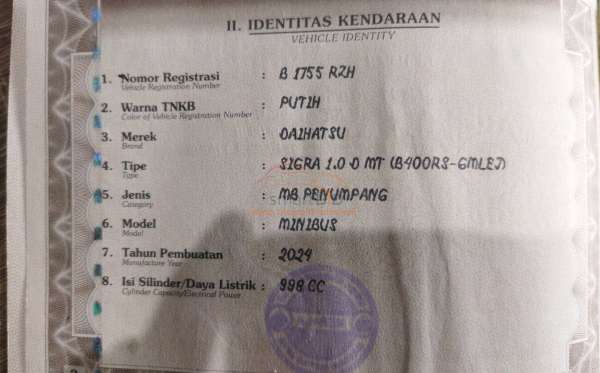 II. IDENTITAS KENDARAAN
VEHICLE IDENTITY
1. Nomor Registrasi : B 1755 RZH
Vehicle Registration Number
2. Warna TNKB : PUTIH
Color of Vehicle Registration Number
3. Merek : DAIHATSU
Brand
4. Tipe : SIGRA 1.0 D MT (B400RS-GMLEJ)
Type
5. Jenis : MB PENUMPANG
Category
6. Model : MINIBUS
Model
7. Tahun Pembuatan : 2024
Manufacture Year
8. Isi Silinder/Daya Listrik : 998 CC
Cylinder Capacity/Electrical Power